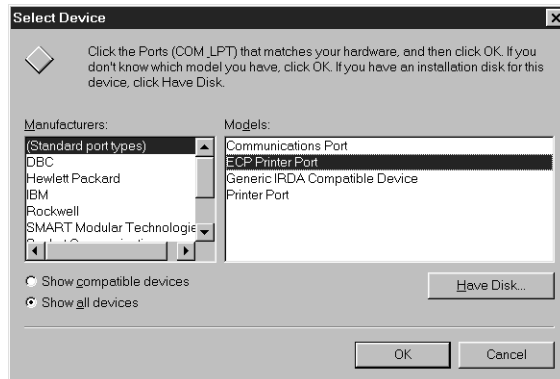 Select Device
Click the Ports (COM_LPT) that matches your hardware, and then click OK. If you
don't know which model you have, click OK. If you have an installation disk for this
device, click Have Disk.
Manufacturers:
(Standard port types)
DBC
Hewlett Packard
IBM
Rockwell
SMART Modular Technologie
Models:
Communications Port
ECP Printer Port
Generic IRDA Compatible Device
Printer Port
Show compatible devices
Show all devices
Have Disk...
OK
Cancel